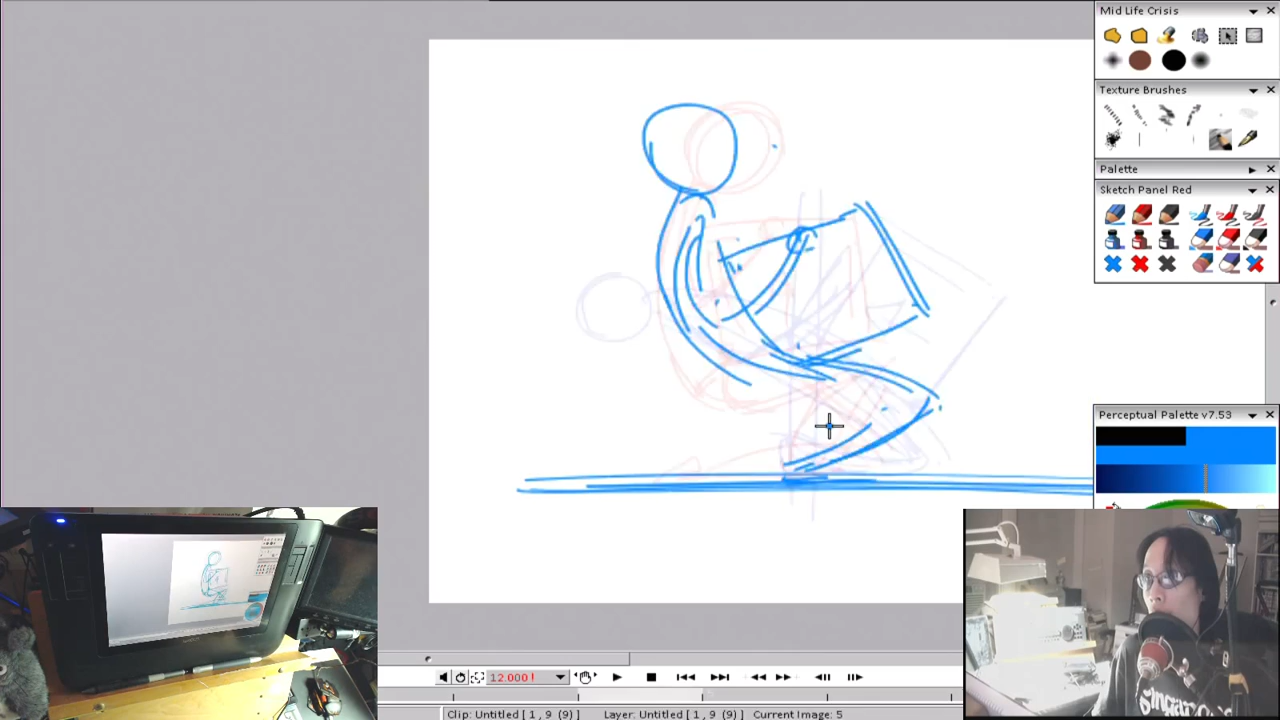 Mid Life Crisis
Texture Brushes
Palette
Sketch Panel Red
Perceptual Palette v7.53
12.000 !
Clip: Untitled [ 1 , 9 (9) ] Layer: Untitled [ 1 , 9 (9) ] Current Image: 5